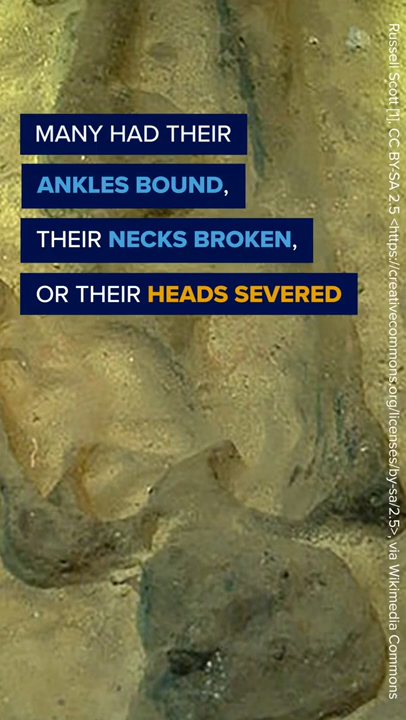 MANY HAD THEIR
ANKLES BOUND,
THEIR NECKS BROKEN,
OR THEIR HEADS SEVERED
Russell Scott [1], CC BY-SA 2.5 <https://creativecommons.org/licenses/by-sa/2.5>, via Wikimedia Commons